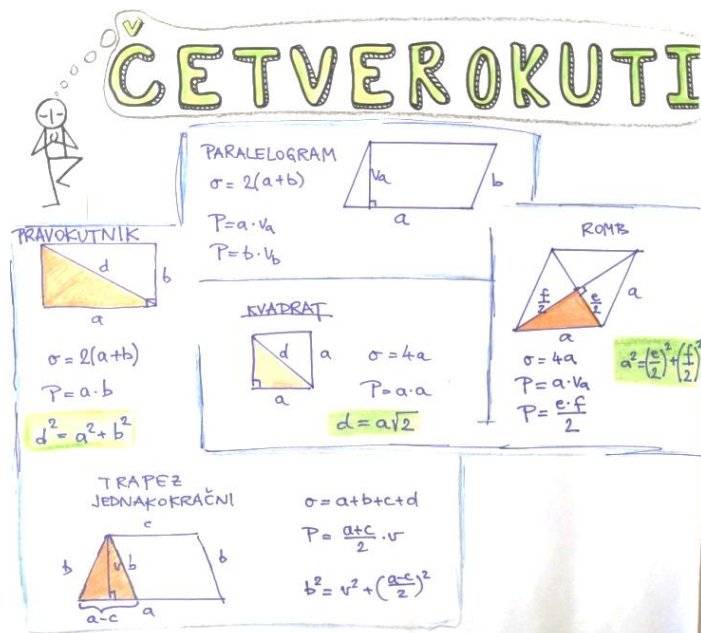 ČETVEROKUTI
PARALELOGRAM
σ = 2(a+b)
P = a · va
P = b · vb
va
b
a
PRAVOKUTNIK
d
b
a
σ = 2(a+b)
P = a · b
d² = a² + b²
KVADRAT
d
a
a
σ = 4a
P = a · a
d = a√2
ROMB
f/2
e/2
a
a
σ = 4a
P = a · va
P = e·f/2
a² = (e/2)² + (f/2)²
TRAPEZ
JEDNAKOKRAČNI
c
b
v
b
b
a-c
a
σ = a+b+c+d
P = a+c/2 · v
b² = v² + (a-c/2)²